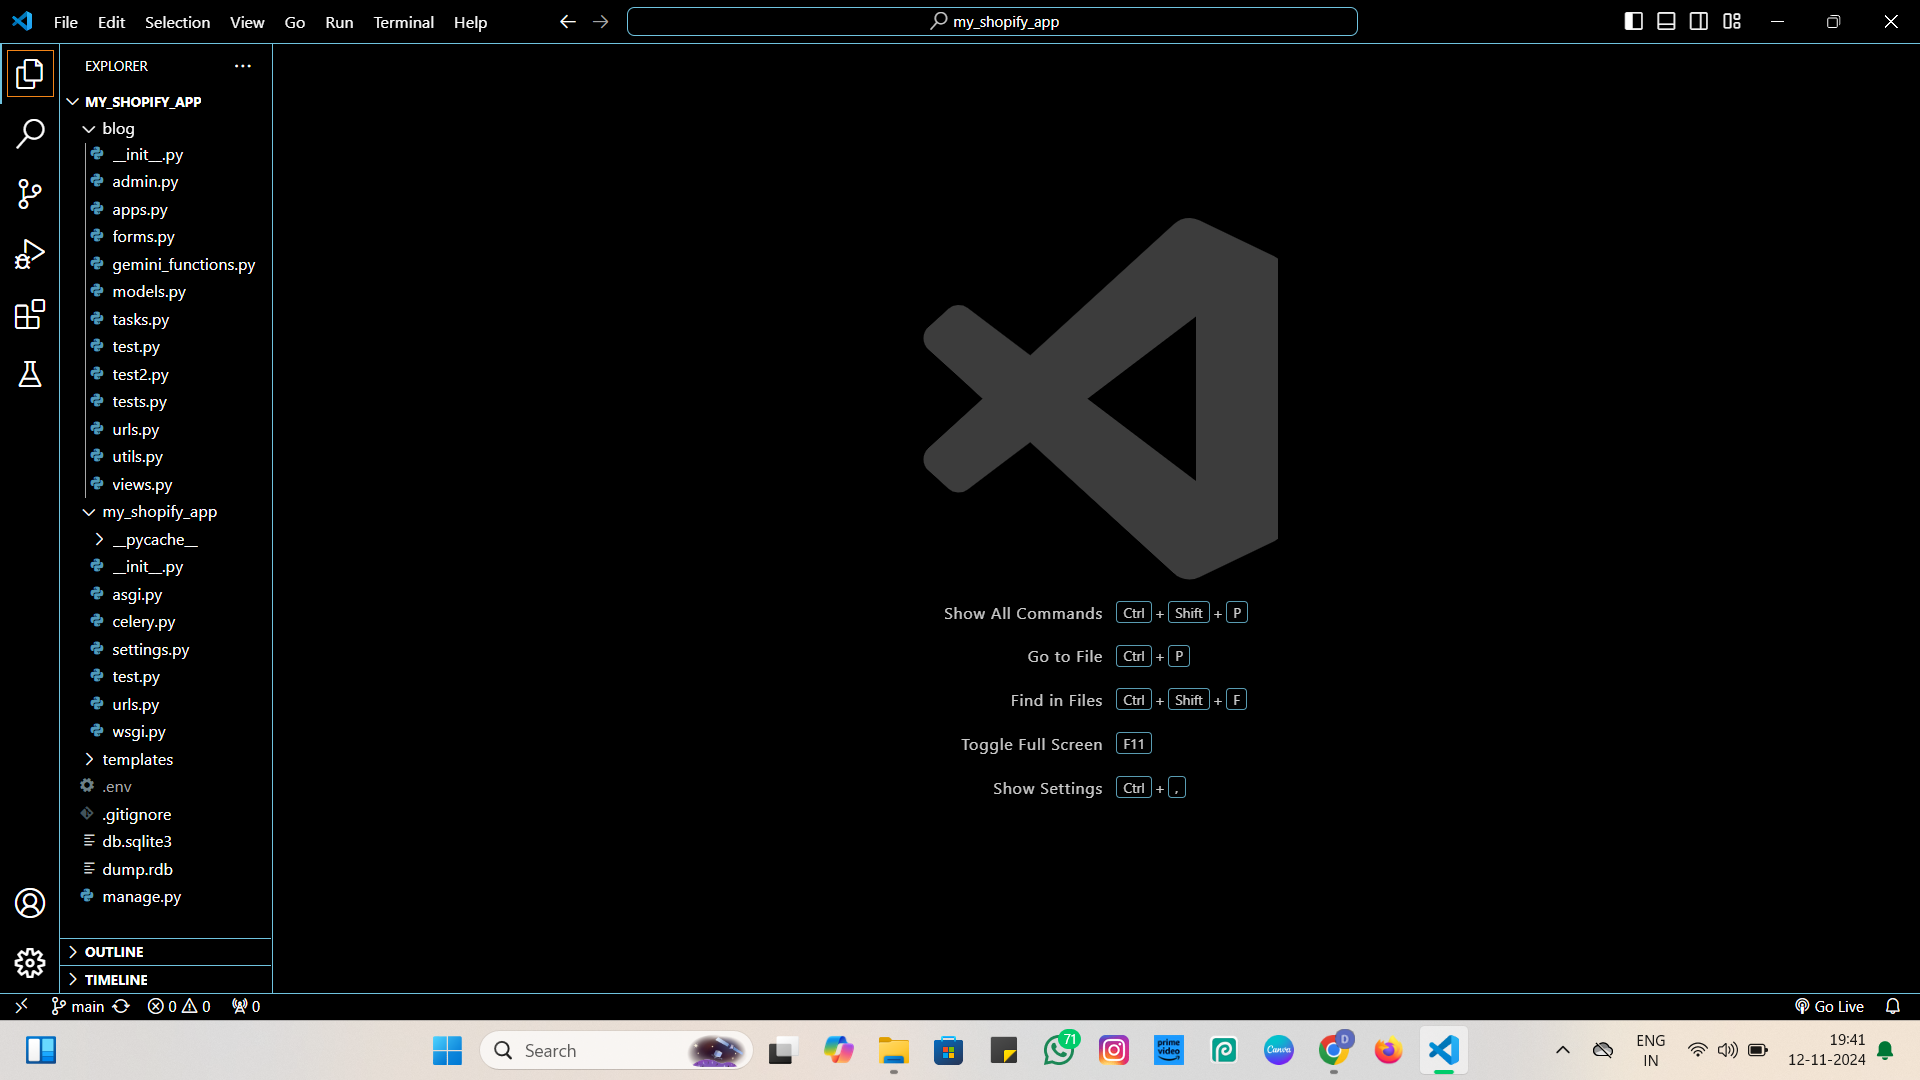 File Edit Selection View Go Run Terminal Help my_shopify_app
EXPLORER
MY_SHOPIFY_APP
blog
__init__.py
admin.py
apps.py
forms.py
gemini_functions.py
models.py
tasks.py
test.py
test2.py
tests.py
urls.py
utils.py
views.py
my_shopify_app
__pycache__
__init__.py
asgi.py
celery.py
settings.py
test.py
urls.py
wsgi.py
templates
.env
.gitignore
db.sqlite3
dump.rdb
manage.py
OUTLINE
TIMELINE
Show All Commands Ctrl + Shift + P
Go to File Ctrl + P
Find in Files Ctrl + Shift + F
Toggle Full Screen F11
Show Settings Ctrl + ,
main 0 0 0 Go Live
Search 71 prime video Canva D ENG IN 19:41
12-11-2024